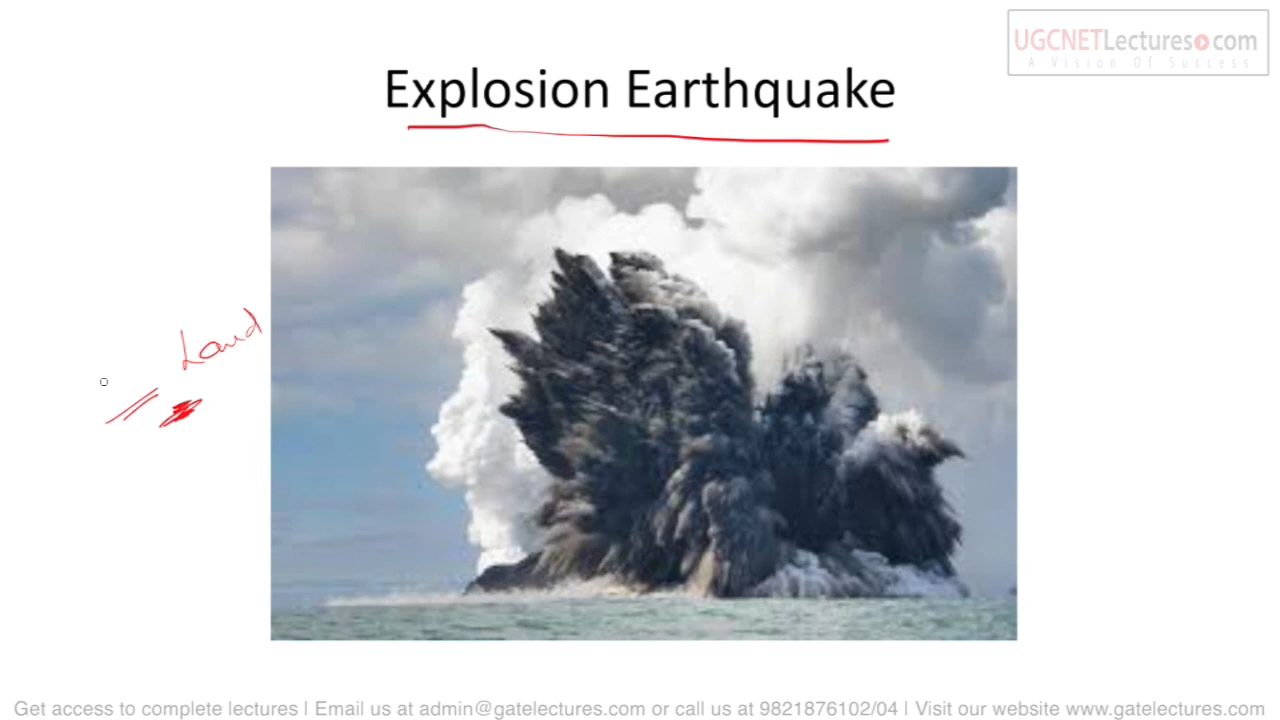 UGCNETLectures.com
A Vision Of Success
Explosion Earthquake
Land
Get access to complete lectures | Email us at admin@gatelectures.com or call us at 9821876102/04 | Visit our website www.gatelectures.com